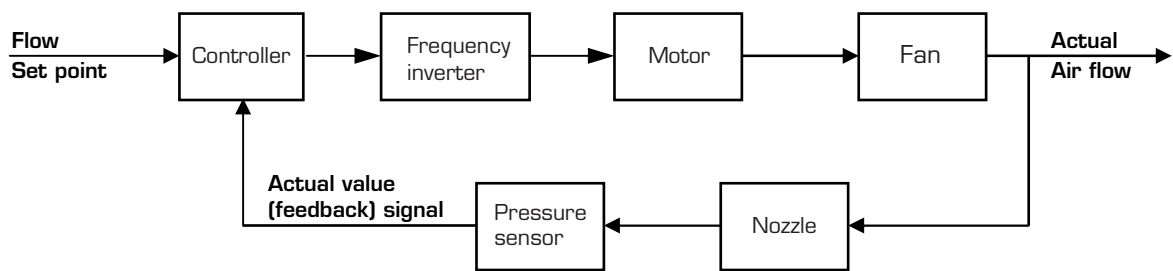 Flow
Set point
Controller
Frequency
inverter
Motor
Fan
Actual
Air flow
Actual value
(feedback) signal
Pressure
sensor
Nozzle